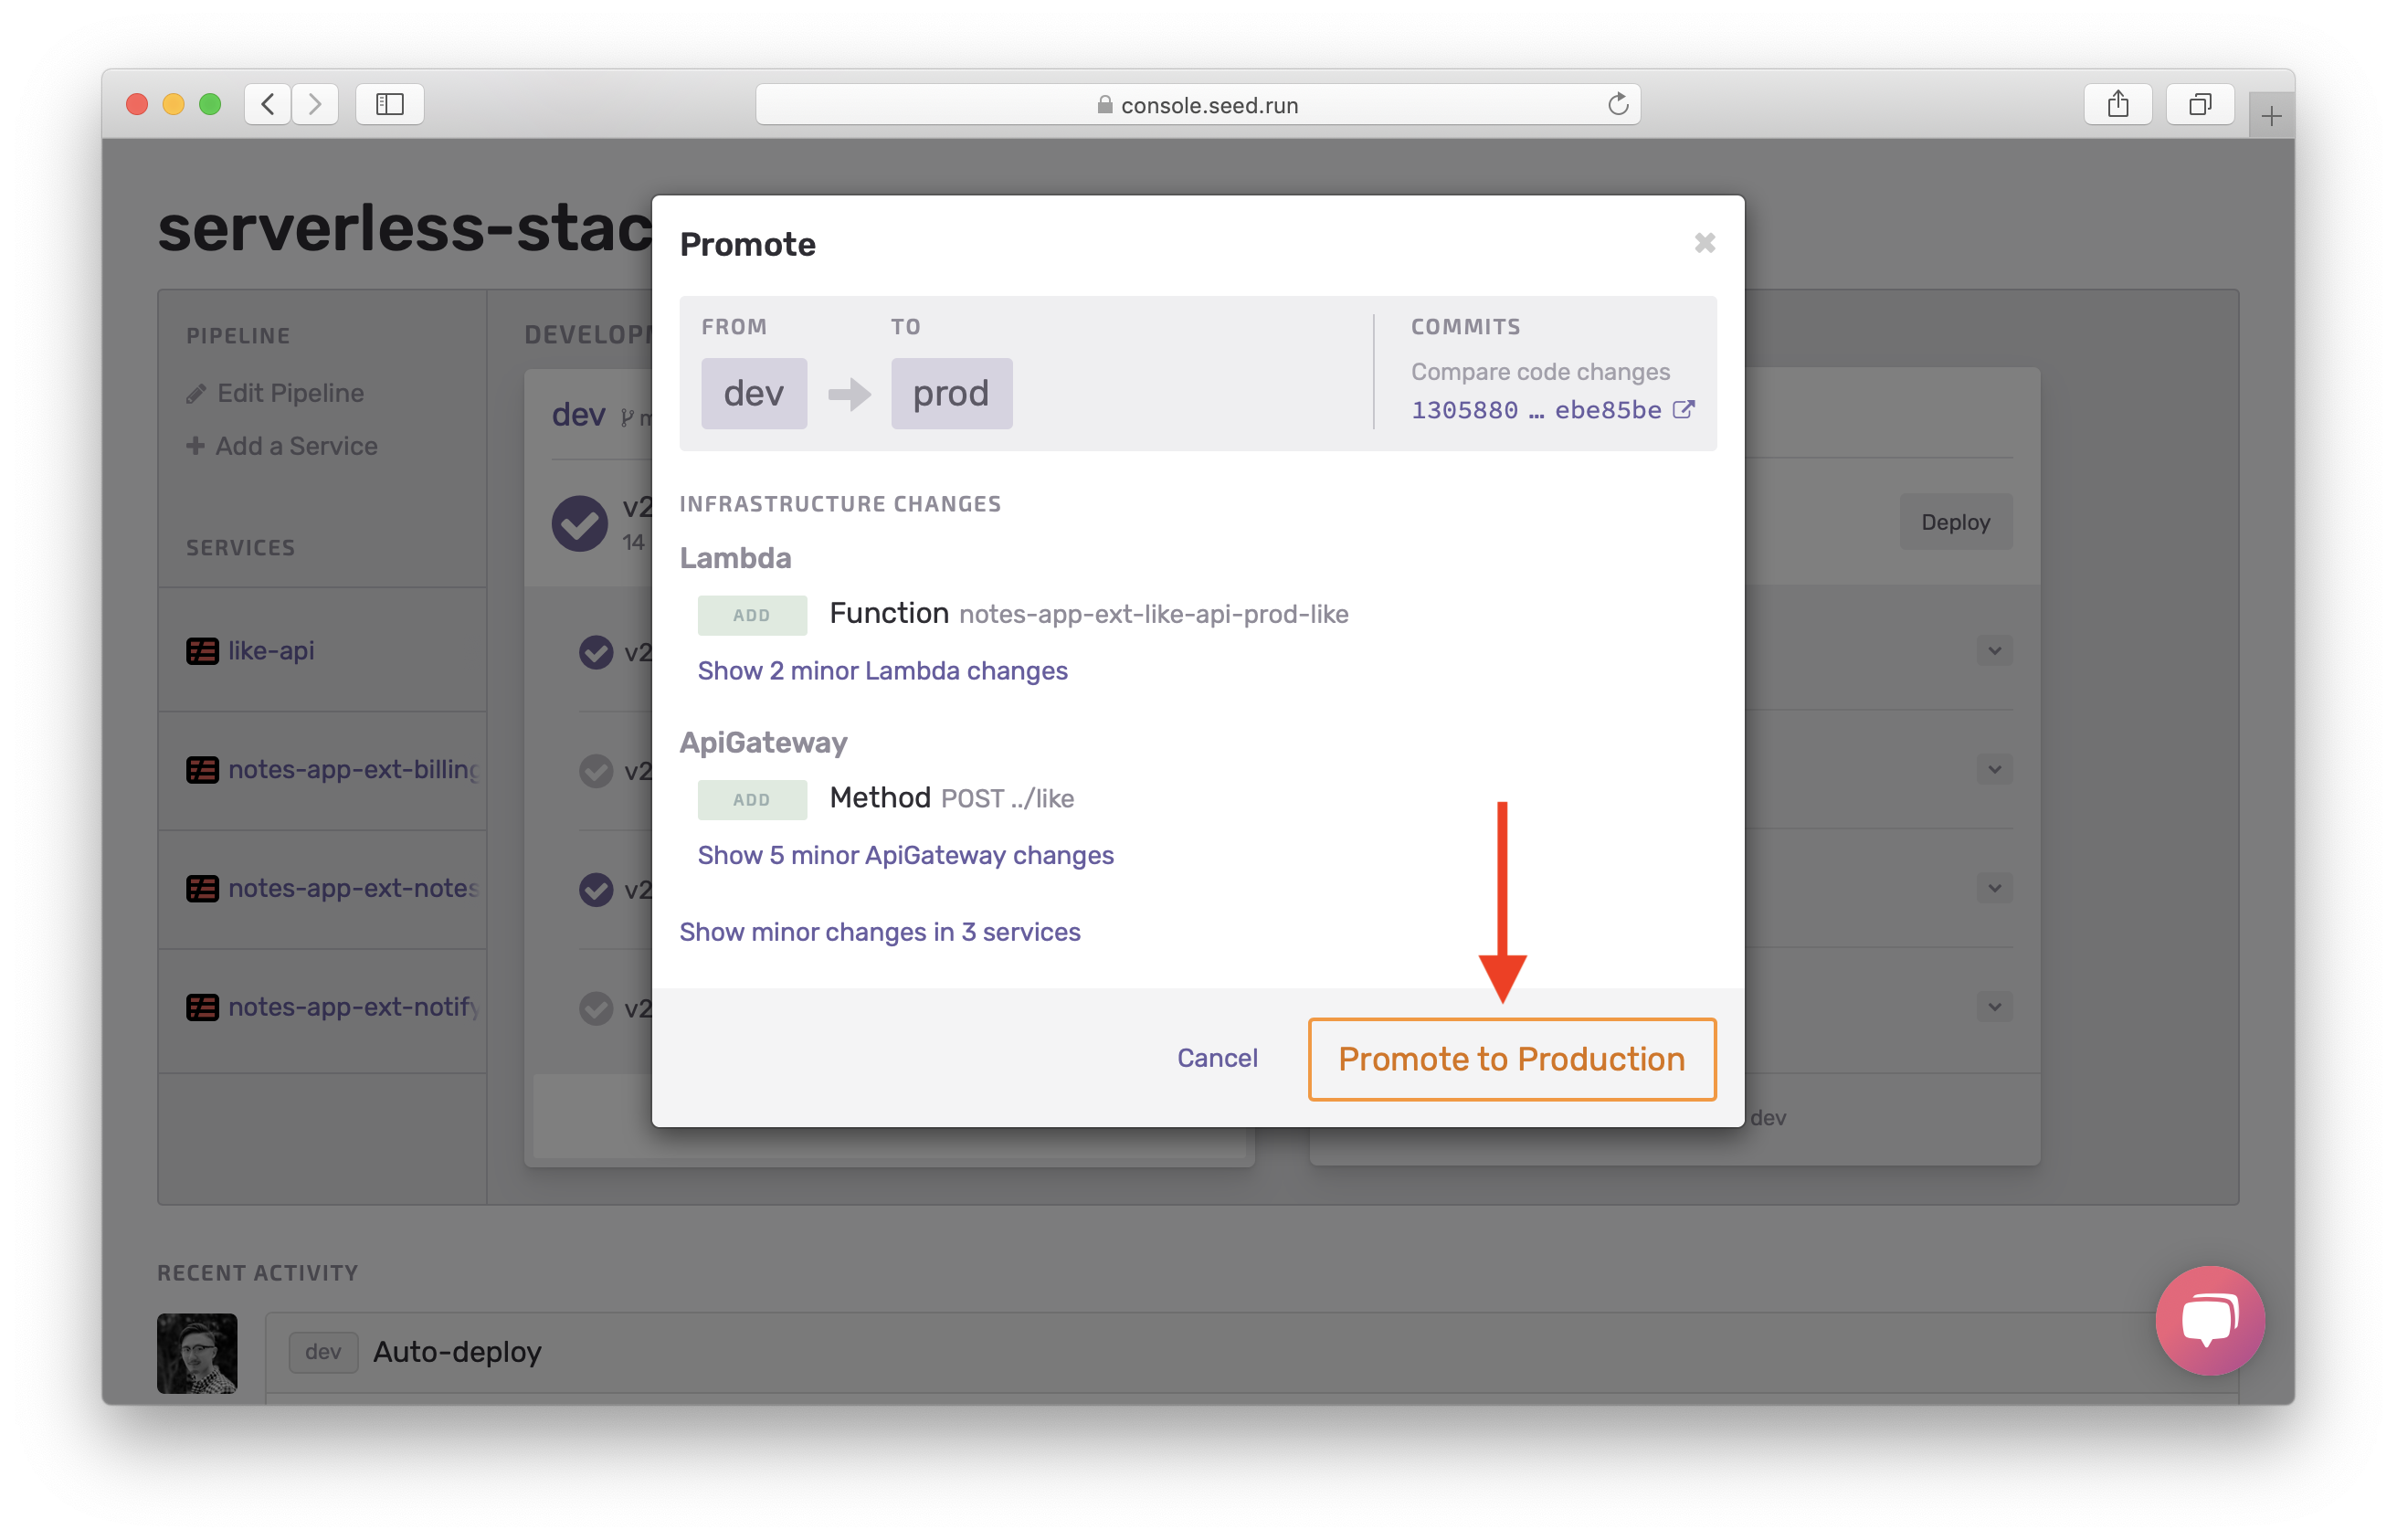 console.seed.run
serverless-stac
PIPELINE
Edit Pipeline
Add a Service
SERVICES
like-api
notes-app-ext-billing
notes-app-ext-notes
notes-app-ext-notify
DEVELOPM
dev
v2
14
v2
v2
v2
v2
Promote
FROM
TO
dev
prod
COMMITS
Compare code changes
1305880 … ebe85be
INFRASTRUCTURE CHANGES
Lambda
ADD Function notes-app-ext-like-api-prod-like
Show 2 minor Lambda changes
ApiGateway
ADD Method POST ../like
Show 5 minor ApiGateway changes
Show minor changes in 3 services
Cancel
Promote to Production
Deploy
dev
RECENT ACTIVITY
dev Auto-deploy